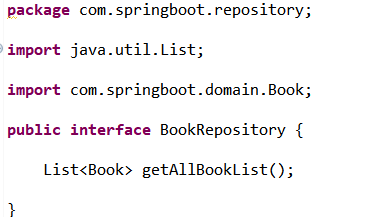 package com.springboot.repository;
import java.util.List;
import com.springboot.domain.Book;
public interface BookRepository {
List<Book> getAllBookList();
}